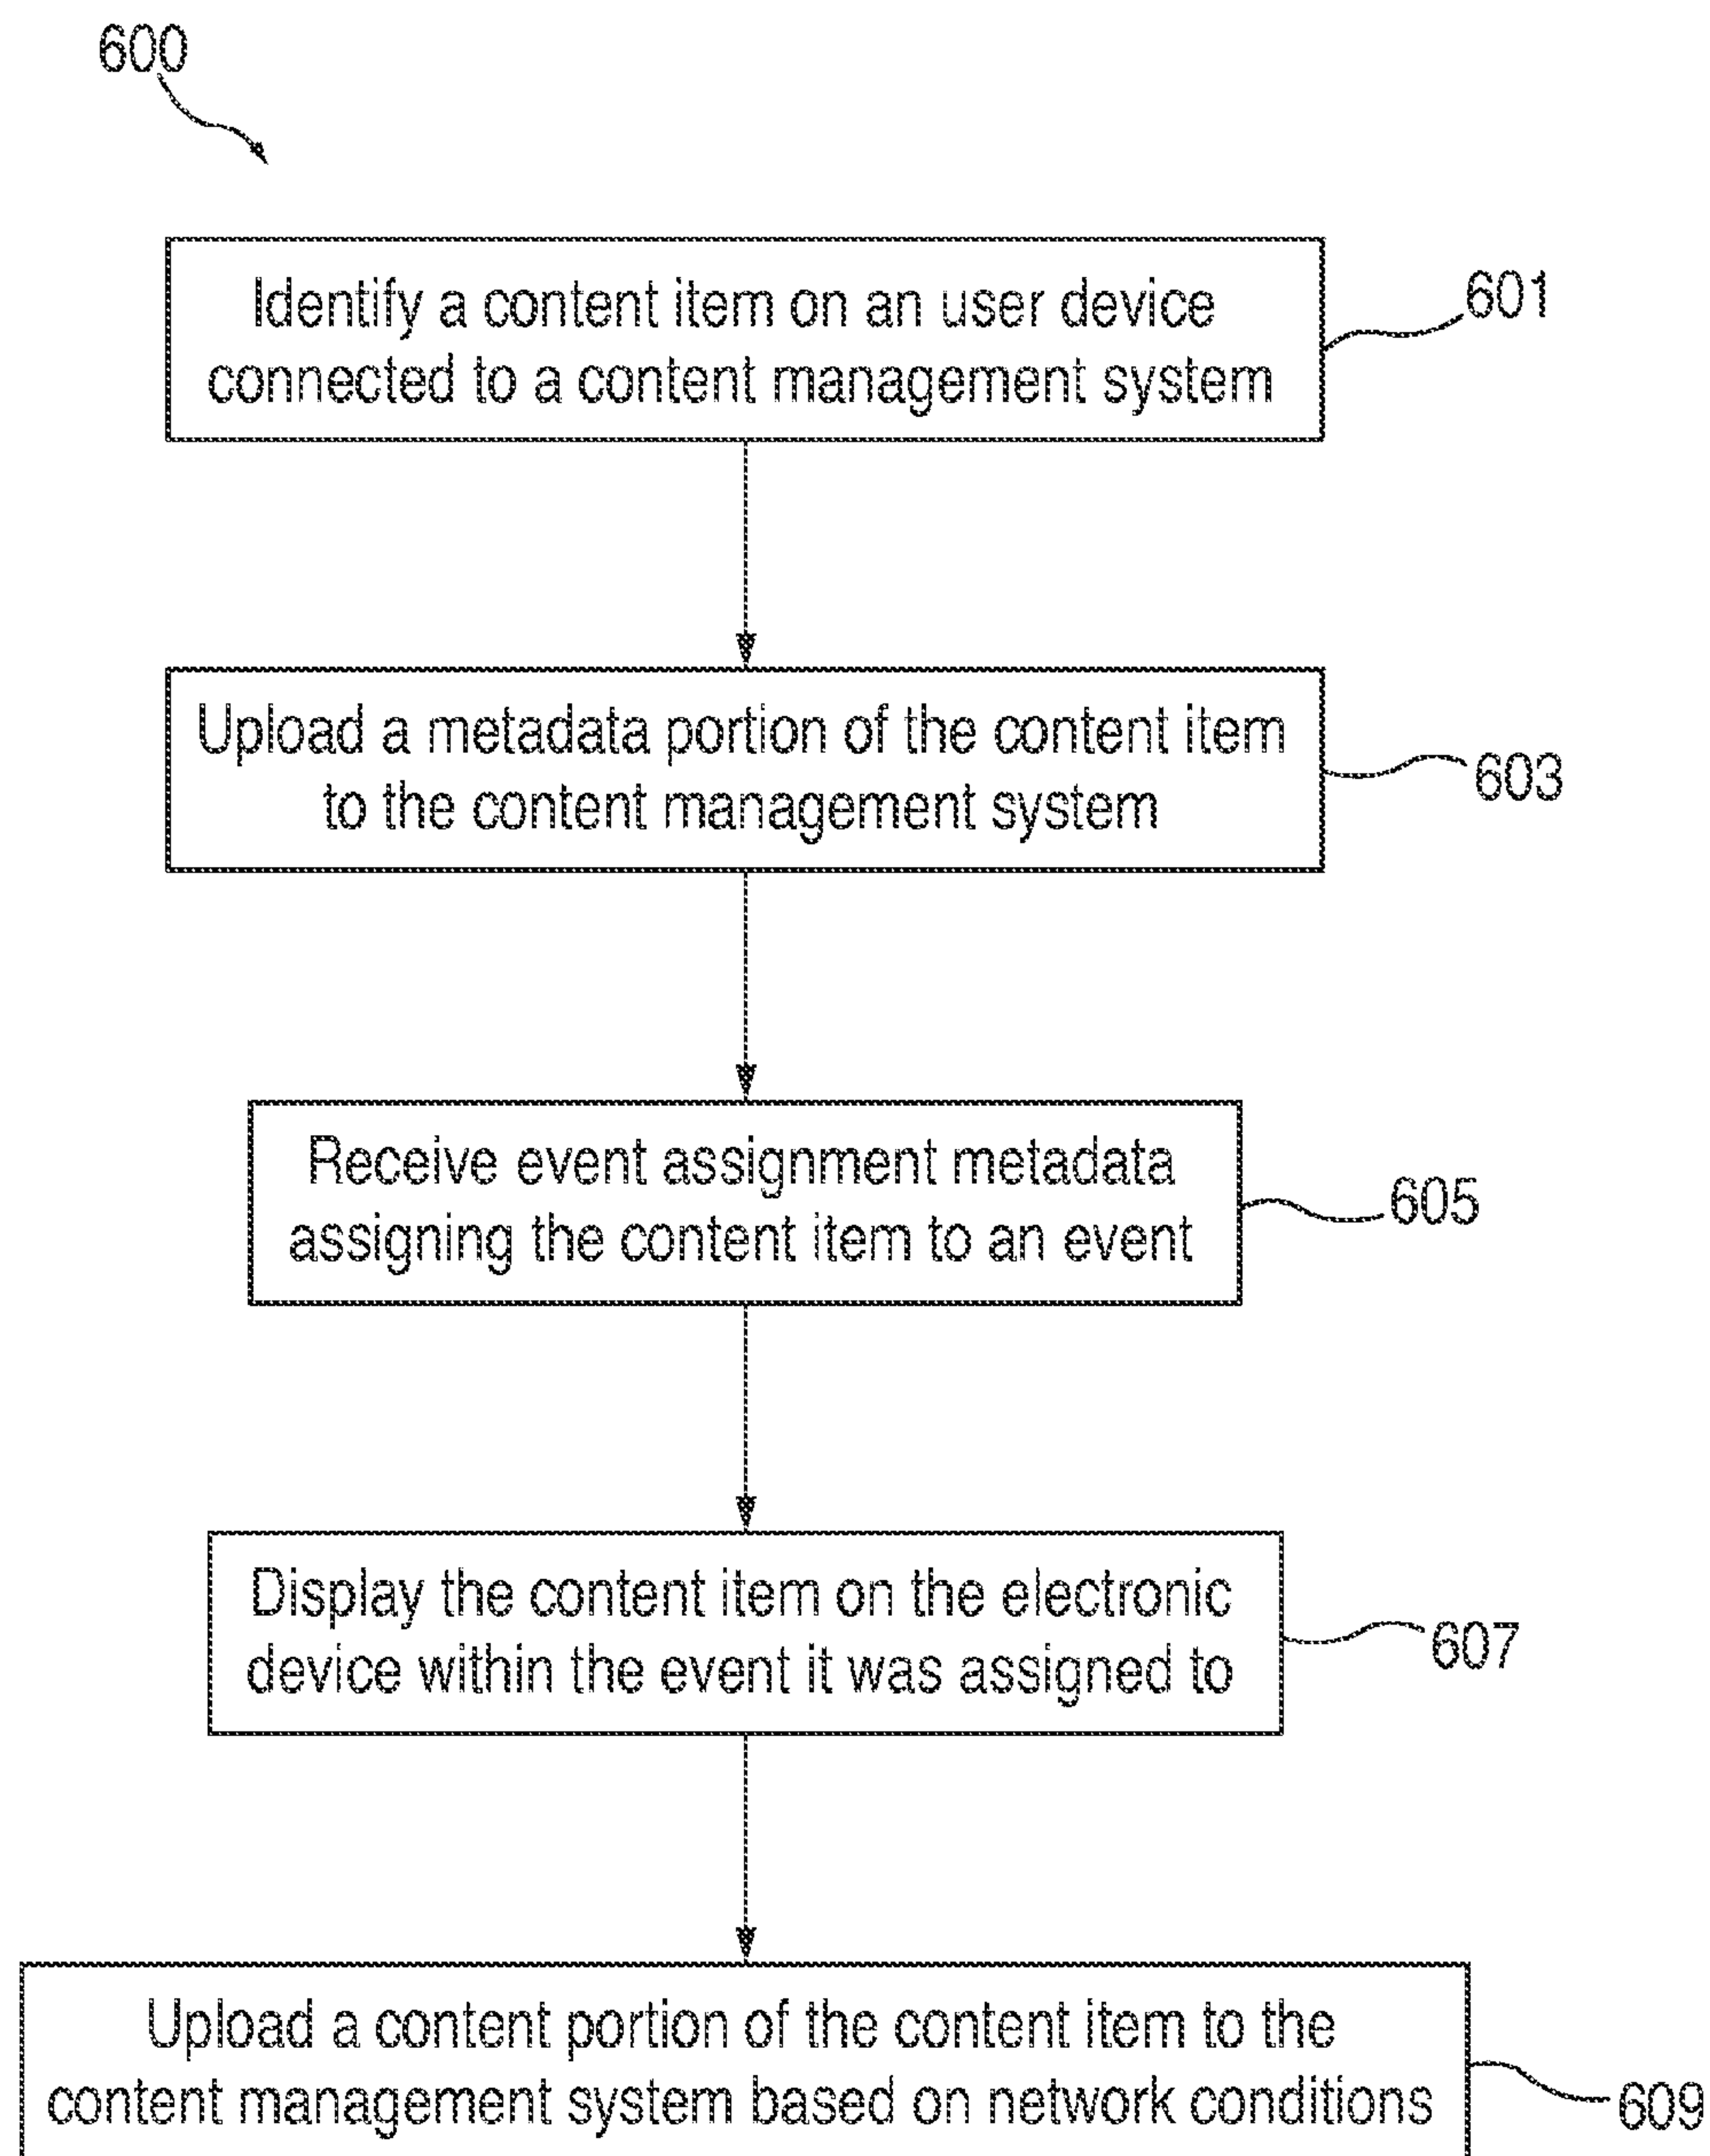 600
Identify a content item on an user device
connected to a content management system
601
Upload a metadata portion of the content item
to the content management system
603
Receive event assignment metadata
assigning the content item to an event
605
Display the content item on the electronic
device within the event it was assigned to
607
Upload a content portion of the content item to the
content management system based on network conditions
609